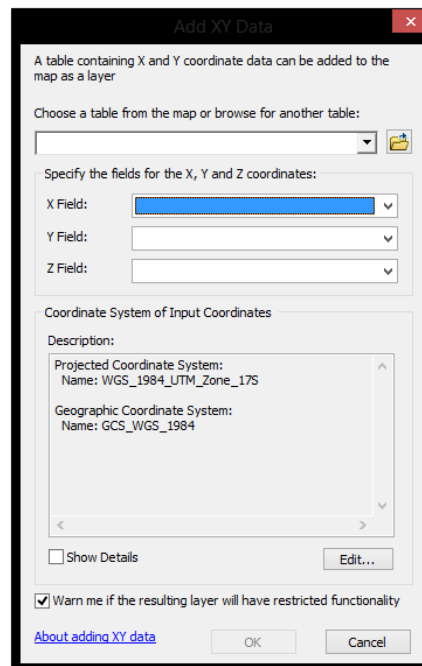 Add XY Data
A table containing X and Y coordinate data can be added to the
map as a layer
Choose a table from the map or browse for another table:
Specify the fields for the X, Y and Z coordinates:
X Field:
Y Field:
Z Field:
Coordinate System of Input Coordinates
Description:
Projected Coordinate System:
Name: WGS_1984_UTM_Zone_17S
Geographic Coordinate System:
Name: GCS_WGS_1984
Show Details
Edit...
Warn me if the resulting layer will have restricted functionality
About adding XY data
OK
Cancel